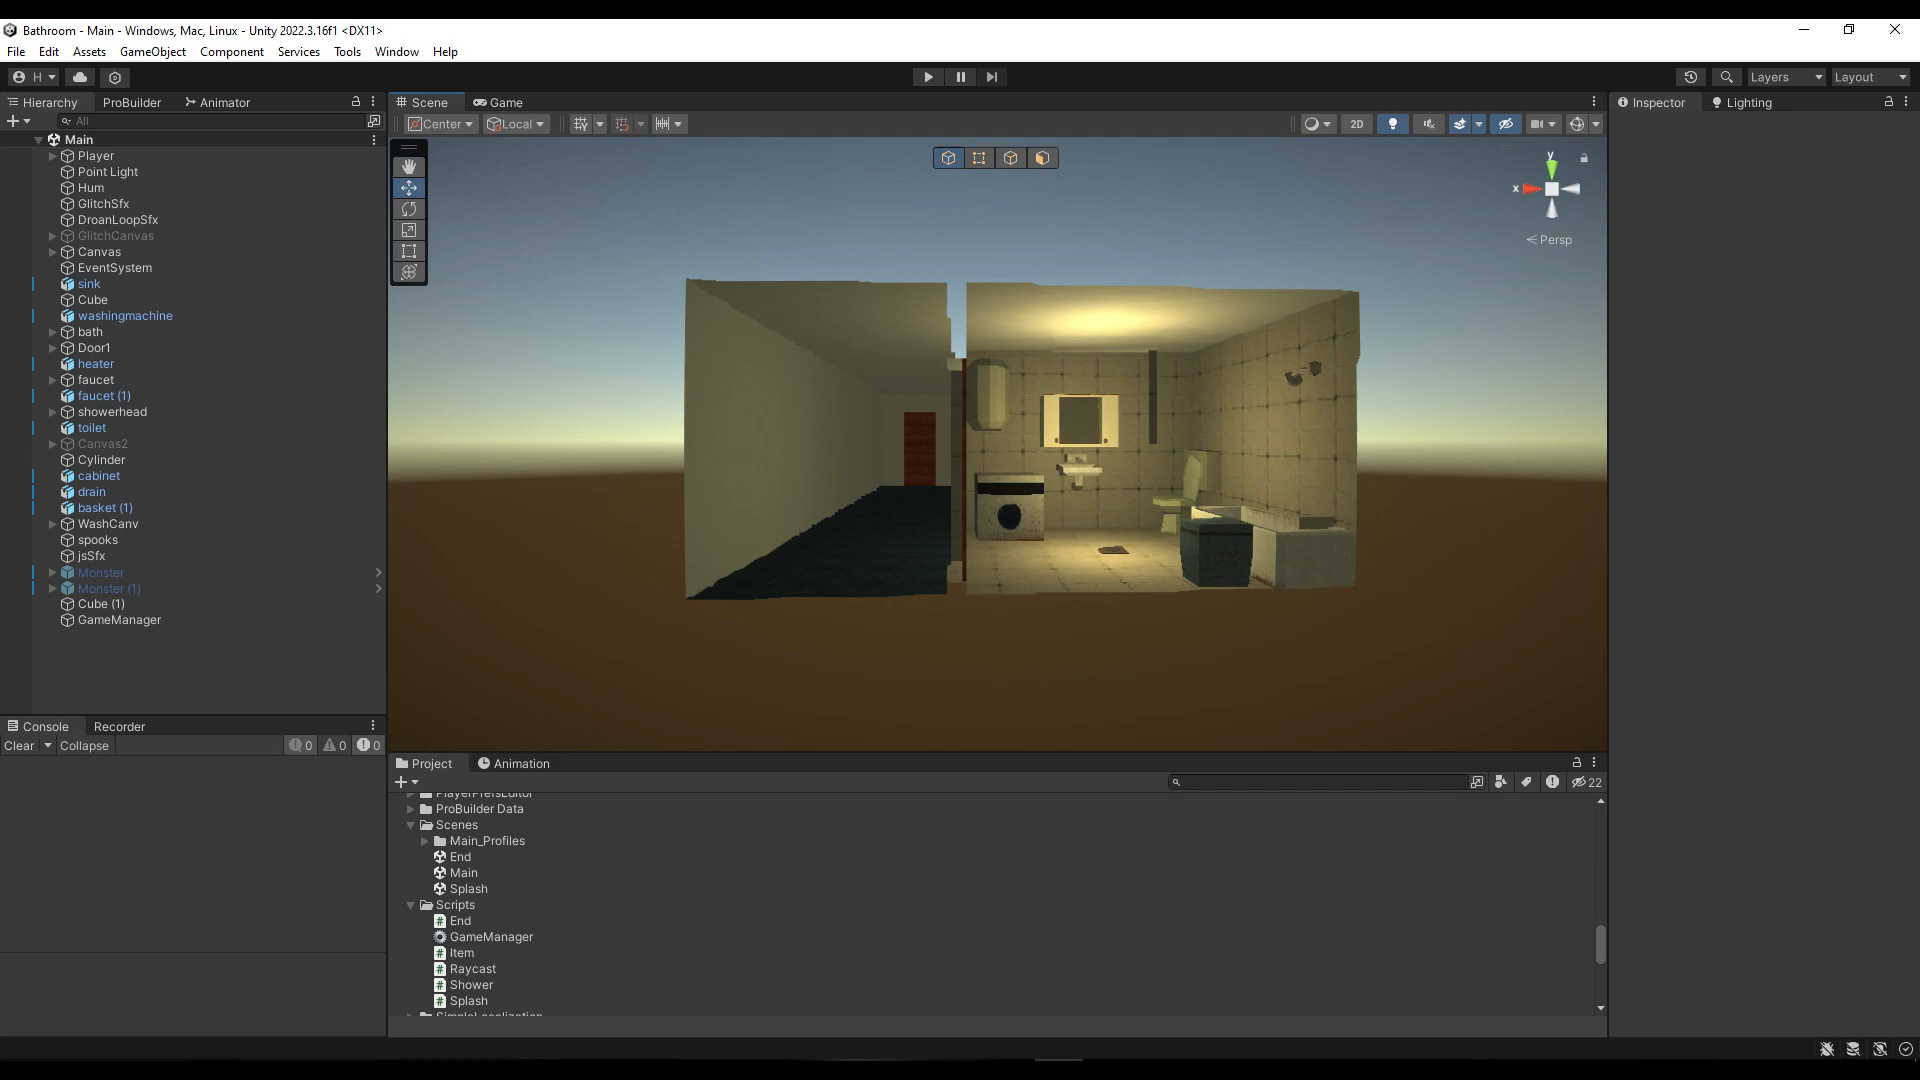 Bathroom - Main - Windows, Mac, Linux - Unity 2022.3.16f1 <DX11>
File Edit Assets GameObject Component Services Tools Window Help
H Layers Layout
Hierarchy ProBuilder Animator Scene Game Inspector Lighting
All Center Local 2D
Main
Player
Point Light
Hum
GlitchSfx
DroanLoopSfx
GlitchCanvas
Canvas
EventSystem
sink
Cube
washingmachine
bath
Door1
heater
faucet
faucet (1)
showerhead
toilet
Canvas2
Cylinder
cabinet
drain
basket (1)
WashCanv
spooks
jsSfx
Monster
Monster (1)
Cube (1)
GameManager
y
x
Persp
Console Recorder
Clear Collapse 0 0 0
Project Animation
22
PlayerPrefsEditor
ProBuilder Data
Scenes
Main_Profiles
End
Main
Splash
Scripts
End
GameManager
Item
Raycast
Shower
Splash
SimpleLocalization